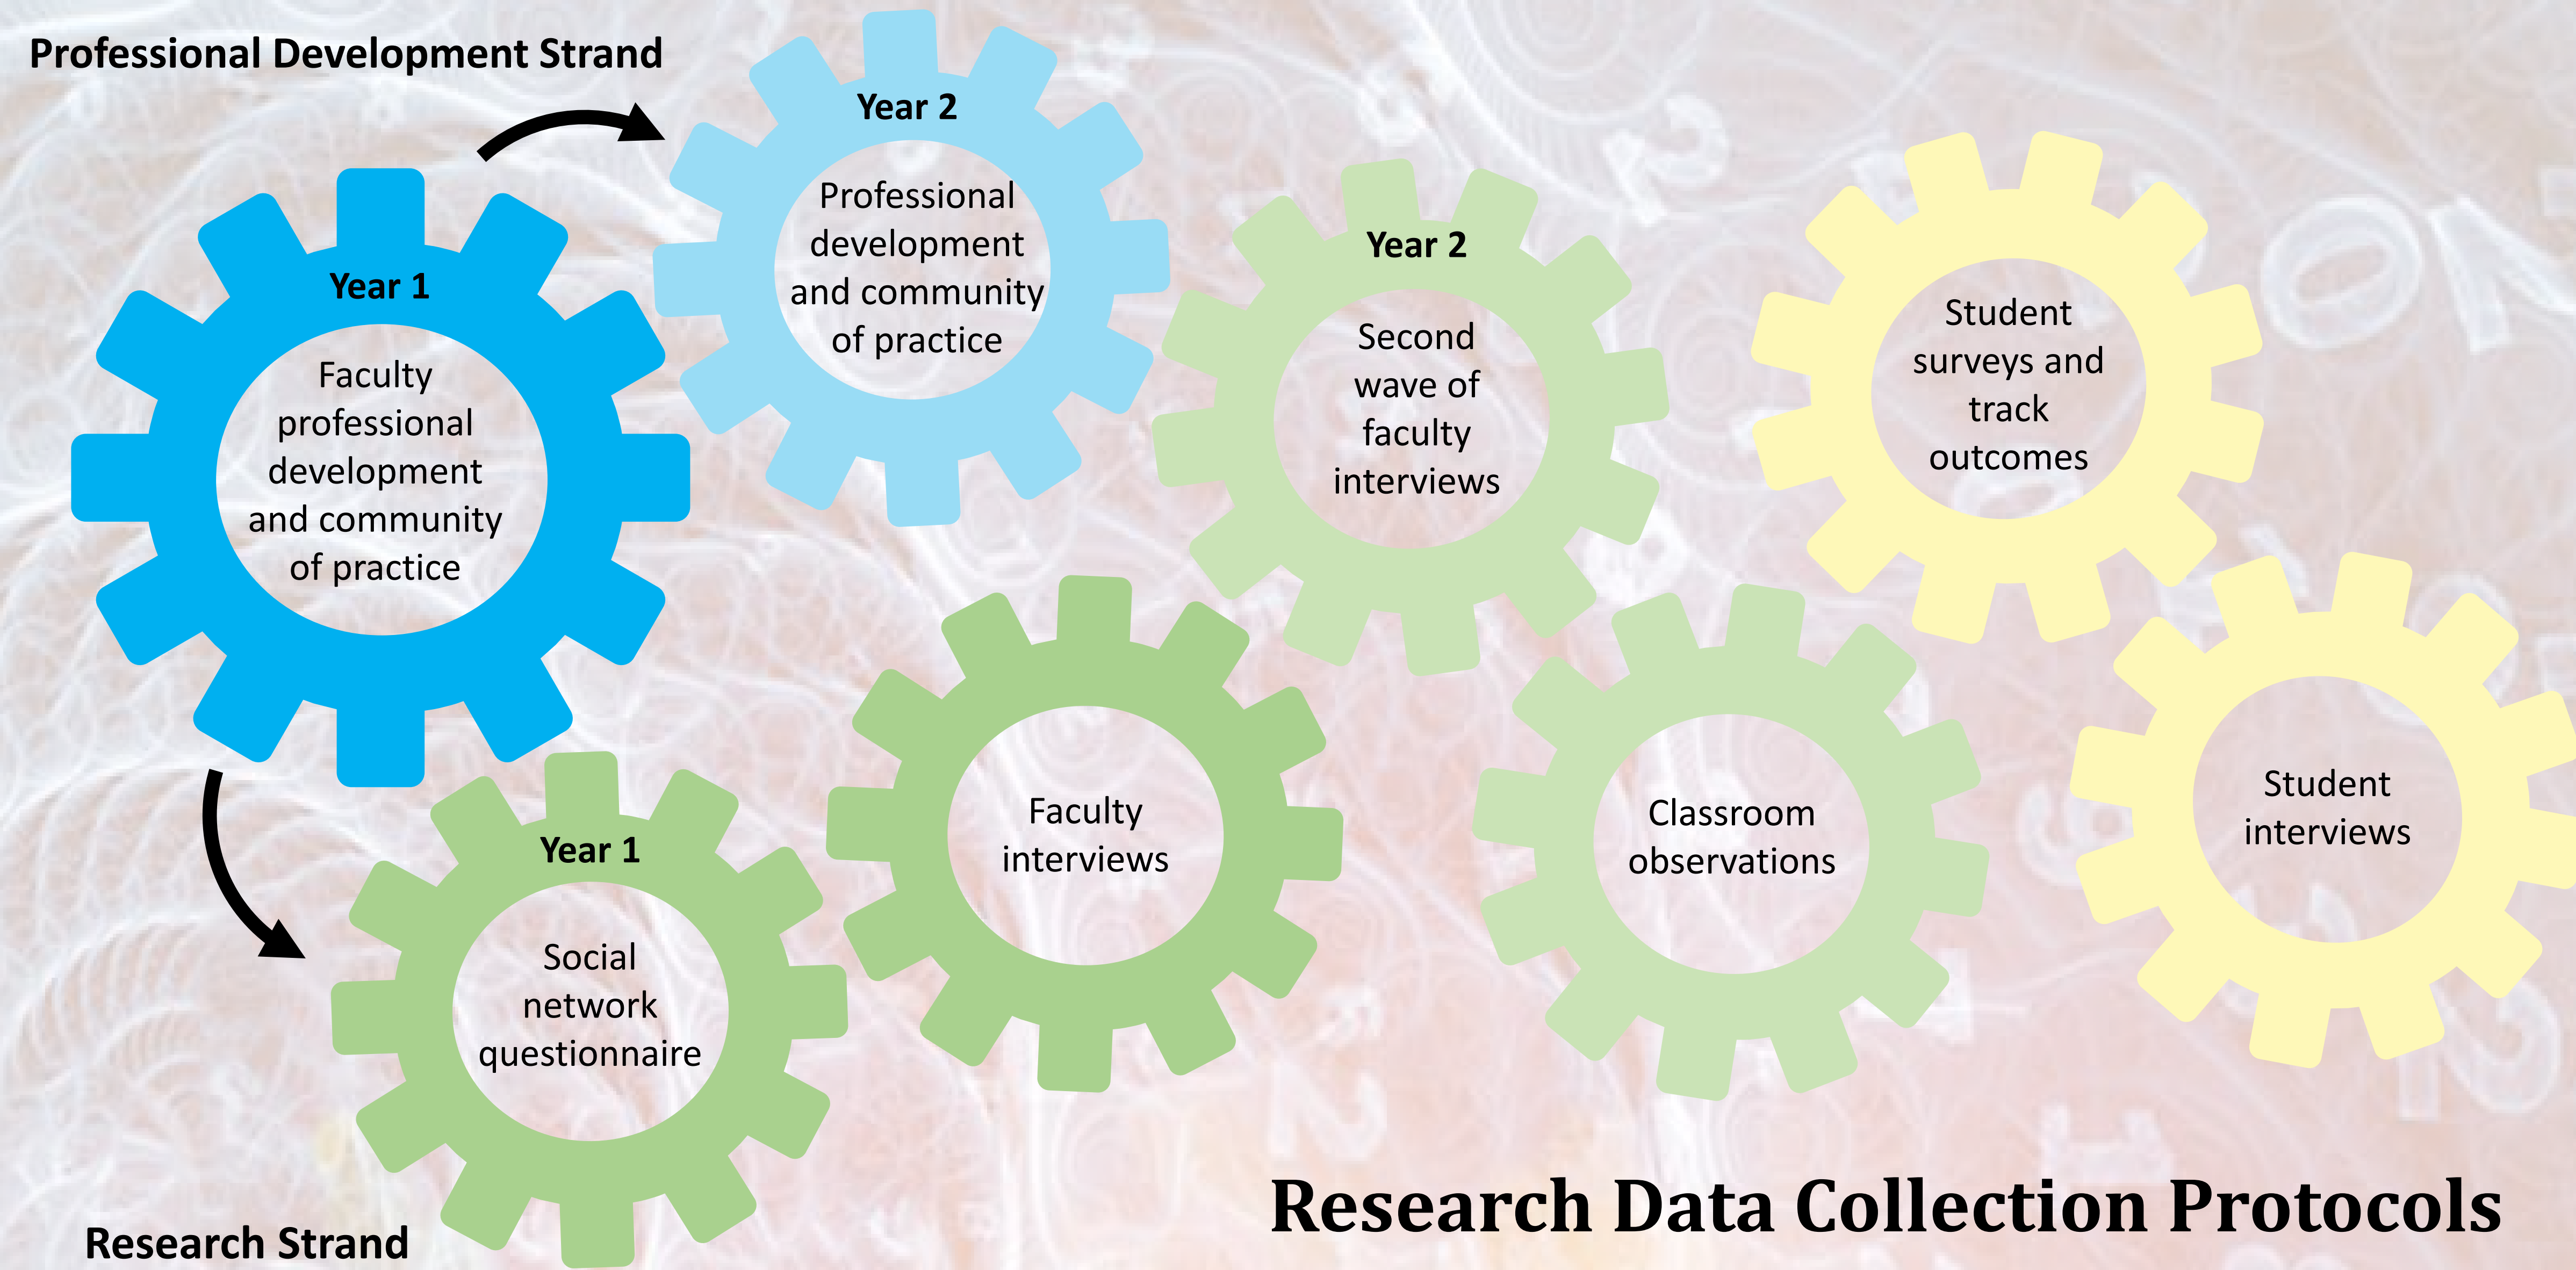 Professional Development Strand
Year 1
Faculty
professional
development
and community
of practice
Year 2
Professional
development
and community
of practice
Year 2
Second
wave of
faculty
interviews
Student
surveys and
track
outcomes
Year 1
Social
network
questionnaire
Faculty
interviews
Classroom
observations
Student
interviews
Research Strand
Research Data Collection Protocols